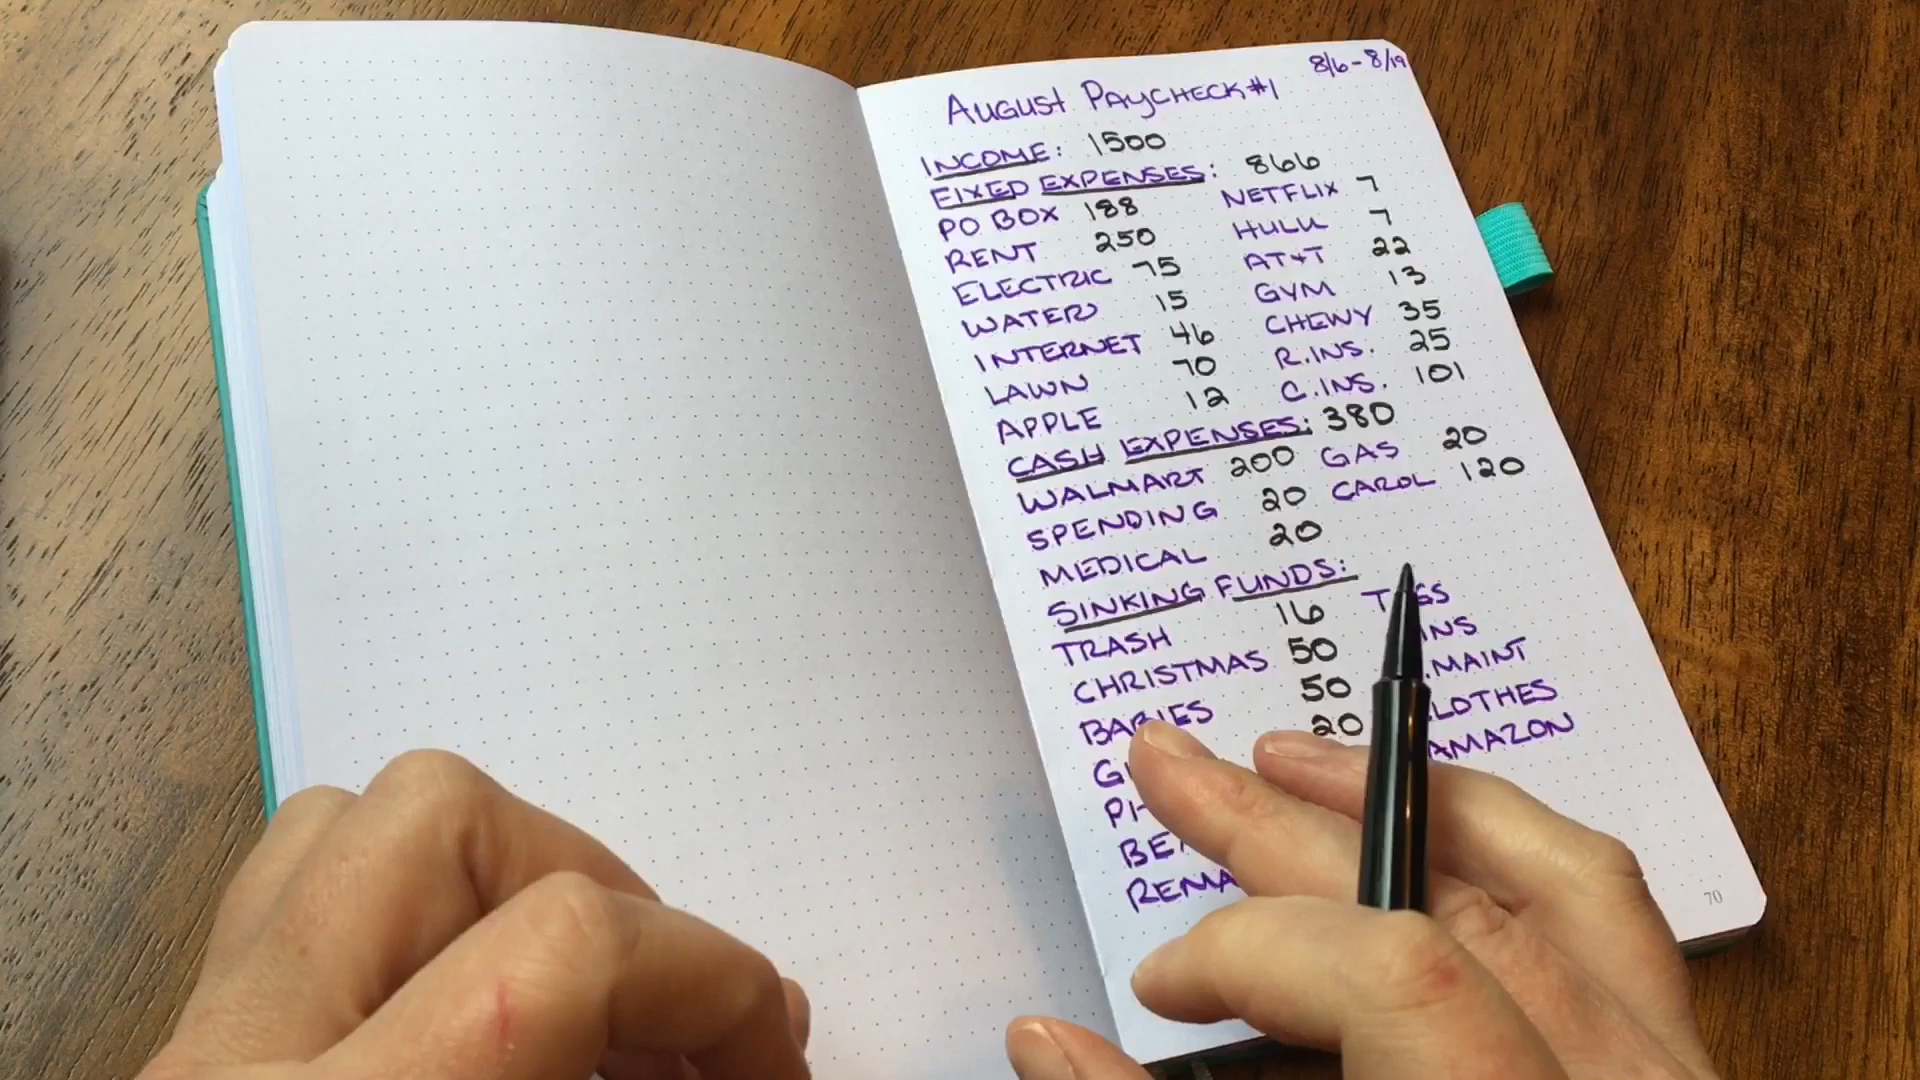 8/6 - 8/19
August Paycheck #1
INCOME: 1500
FIXED EXPENSES: 866
PO BOX 188 NETFLIX 7
RENT 250 HULU 7
ELECTRIC 75 AT+T 22
WATER 15 GYM 13
INTERNET 46 CHEWY 35
LAWN 70 R.INS. 25
APPLE 12 C.INS. 101
CASH EXPENSES: 380
WALMART 200 GAS 20
SPENDING 20 CAROL 120
MEDICAL 20
SINKING FUNDS:
TRASH 16
CHRISTMAS 50
BABIES 50 MAINT
20 CLOTHES
AMAZON
70